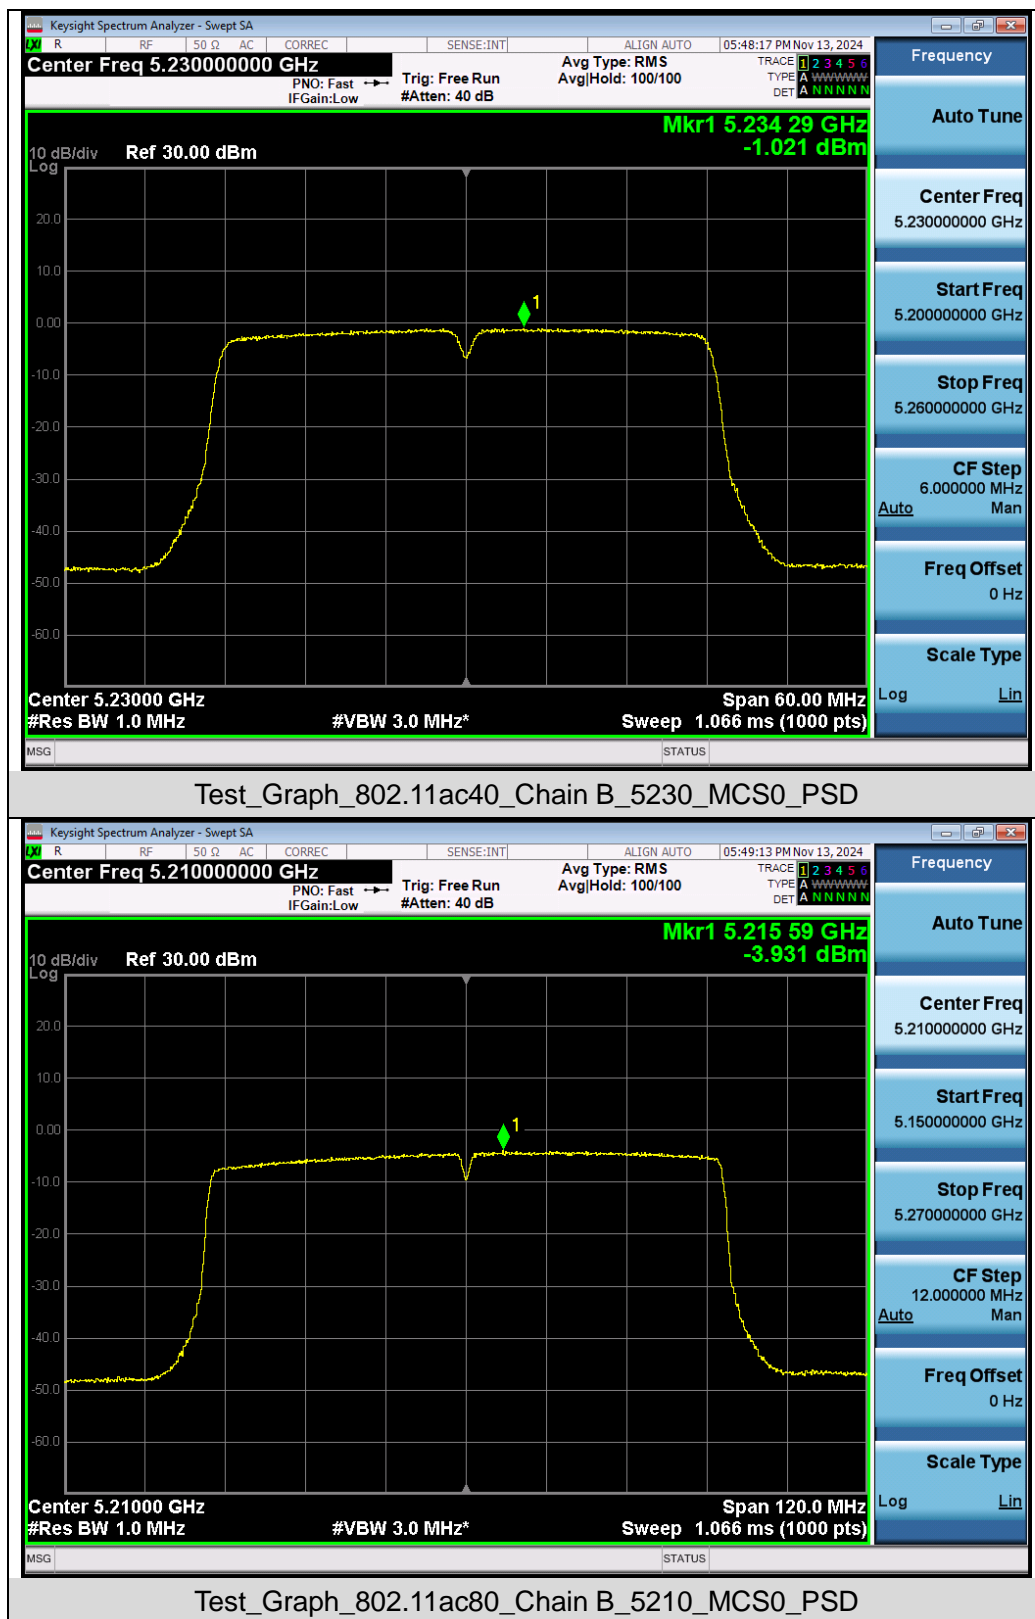 Keysight Spectrum Analyzer - Swept SA
LXI R RF 50 Ω AC CORREC SENSE:INT ALIGN AUTO 05:48:17 PM Nov 13, 2024
Center Freq 5.230000000 GHz
PNO: Fast
IFGain:Low
Trig: Free Run
#Atten: 40 dB
Avg Type: RMS
Avg|Hold: 100/100
TRACE 1 2 3 4 5 6
TYPE A WWWWW
DET A N N N N N
Mkr1 5.234 29 GHz
-1.021 dBm
10 dB/div Ref 30.00 dBm
Log
20.0
10.0
1
0.00
-10.0
-20.0
-30.0
-40.0
-50.0
-60.0
Center 5.23000 GHz Span 60.00 MHz
#Res BW 1.0 MHz #VBW 3.0 MHz* Sweep 1.066 ms (1000 pts)
MSG STATUS
Frequency
Auto Tune
Center Freq
5.230000000 GHz
Start Freq
5.200000000 GHz
Stop Freq
5.260000000 GHz
CF Step
6.000000 MHz
Auto Man
Freq Offset
0 Hz
Scale Type
Log Lin
Test_Graph_802.11ac40_Chain B_5230_MCS0_PSD
Keysight Spectrum Analyzer - Swept SA
LXI R RF 50 Ω AC CORREC SENSE:INT ALIGN AUTO 05:49:13 PM Nov 13, 2024
Center Freq 5.210000000 GHz
PNO: Fast
IFGain:Low
Trig: Free Run
#Atten: 40 dB
Avg Type: RMS
Avg|Hold: 100/100
TRACE 1 2 3 4 5 6
TYPE A WWWWW
DET A N N N N N
Mkr1 5.215 59 GHz
-3.931 dBm
10 dB/div Ref 30.00 dBm
Log
20.0
10.0
0.00
1
-10.0
-20.0
-30.0
-40.0
-50.0
-60.0
Center 5.21000 GHz Span 120.0 MHz
#Res BW 1.0 MHz #VBW 3.0 MHz* Sweep 1.066 ms (1000 pts)
MSG STATUS
Frequency
Auto Tune
Center Freq
5.210000000 GHz
Start Freq
5.150000000 GHz
Stop Freq
5.270000000 GHz
CF Step
12.000000 MHz
Auto Man
Freq Offset
0 Hz
Scale Type
Log Lin
Test_Graph_802.11ac80_Chain B_5210_MCS0_PSD